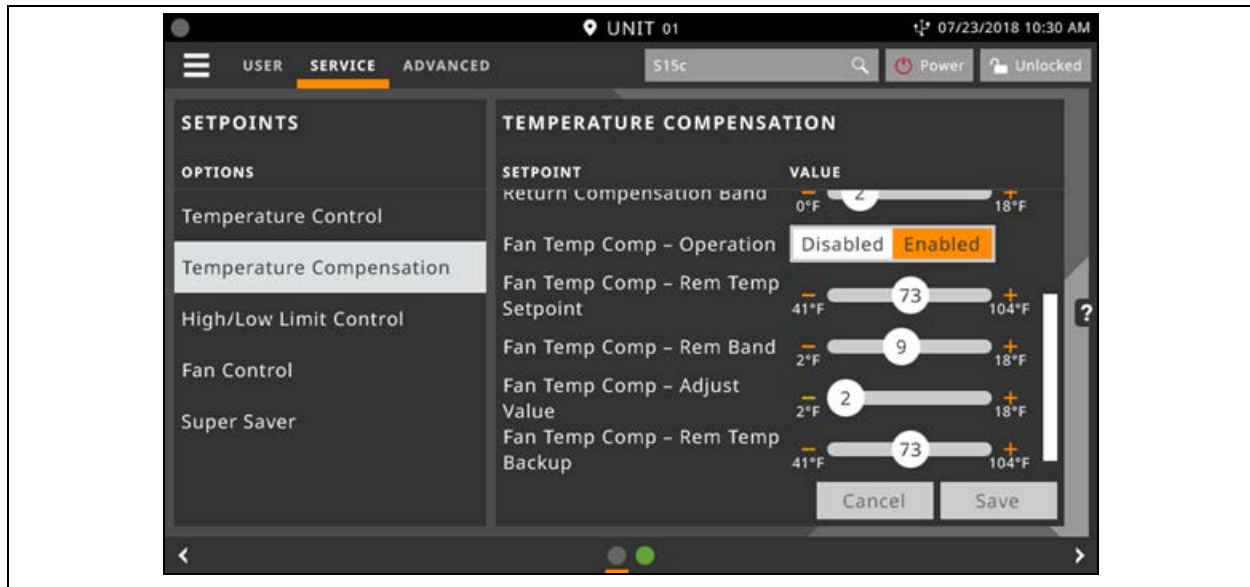 UNIT 01
07/23/2018 10:30 AM
USER SERVICE ADVANCED S15c Power Unlocked
SETPOINTS
OPTIONS
Temperature Control
Temperature Compensation
High/Low Limit Control
Fan Control
Super Saver
TEMPERATURE COMPENSATION
SETPOINT VALUE
Return Compensation Band
– 2 +
0°F 18°F
Fan Temp Comp – Operation Disabled Enabled
Fan Temp Comp – Rem Temp
Setpoint
– 73 +
41°F 104°F
Fan Temp Comp – Rem Band
– 9 +
2°F 18°F
Fan Temp Comp – Adjust
Value
– 2 +
2°F 18°F
Fan Temp Comp – Rem Temp
Backup
– 73 +
41°F 104°F
Cancel Save
?